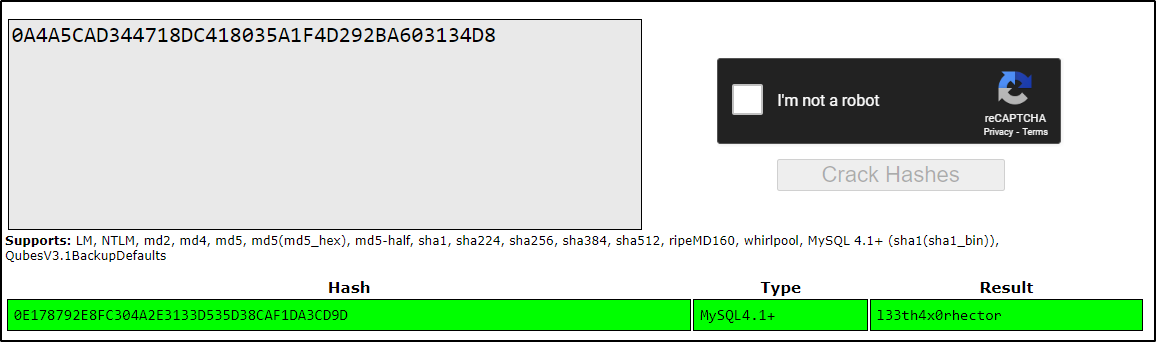 0A4A5CAD344718DC418035A1F4D292BA603134D8
I'm not a robot
reCAPTCHA
Privacy - Terms
Crack Hashes
Supports: LM, NTLM, md2, md4, md5, md5(md5_hex), md5-half, sha1, sha224, sha256, sha384, sha512, ripeMD160, whirlpool, MySQL 4.1+ (sha1(sha1_bin)),
QubesV3.1BackupDefaults
Hash Type Result
0E178792E8FC304A2E3133D535D38CAF1DA3CD9D MySQL4.1+ l33th4x0rhector